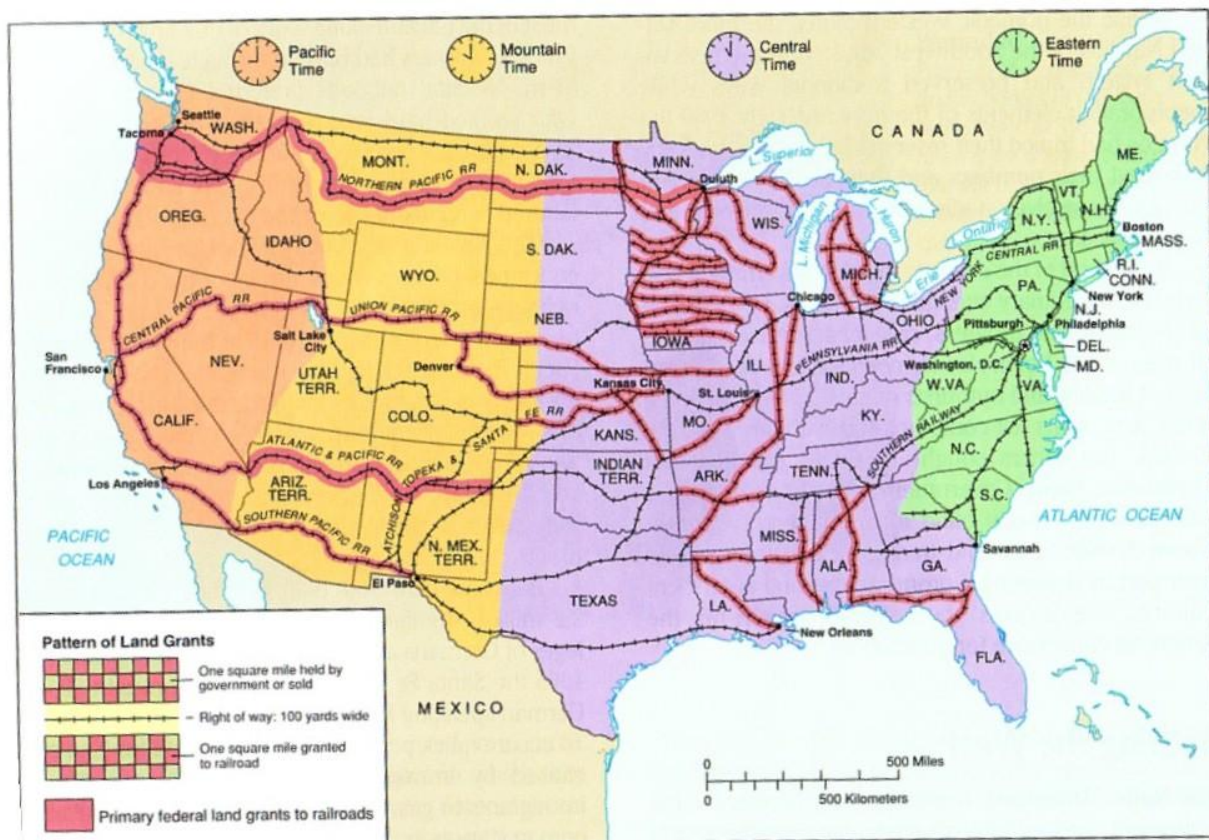 Pacific
Time
Mountain
Time
Central
Time
Eastern
Time
CANADA
Seattle
Tacoma
WASH.
MONT.
NORTHERN PACIFIC RR
N. DAK.
MINN.
L. Superior
Duluth
ME.
OREG.
IDAHO
WYO.
S. DAK.
WIS.
L. Michigan
L. Huron
MICH.
L. Ontario
L. Erie
N.Y.
VT.
N.H.
Boston
MASS.
NEW YORK CENTRAL RR
R.I.
CONN.
CENTRAL PACIFIC RR
UNION PACIFIC RR
NEB.
IOWA
Chicago
OHIO
PA.
Pittsburgh
New York
N.J.
Philadelphia
San
Francisco
NEV.
Salt Lake
City
UTAH
TERR.
Denver
COLO.
Kansas City
ILL.
IND.
PENNSYLVANIA RR
Washington, D.C.
DEL.
MD.
W.VA.
VA.
CALIF.
ATCHISON TOPEKA & SANTA FE RR
KANS.
MO.
St. Louis
KY.
SOUTHERN RAILWAY
ATLANTIC & PACIFIC RR
Los Angeles
ARIZ.
TERR.
INDIAN
TERR.
ARK.
TENN.
N.C.
S.C.
PACIFIC
OCEAN
SOUTHERN PACIFIC RR
N. MEX.
TERR.
El Paso
MISS.
ALA.
GA.
Savannah
ATLANTIC OCEAN
TEXAS
LA.
New Orleans
FLA.
MEXICO
Pattern of Land Grants
One square mile held by
government or sold
Right of way: 100 yards wide
One square mile granted
to railroad
Primary federal land grants to railroads
0 500 Miles
0 500 Kilometers